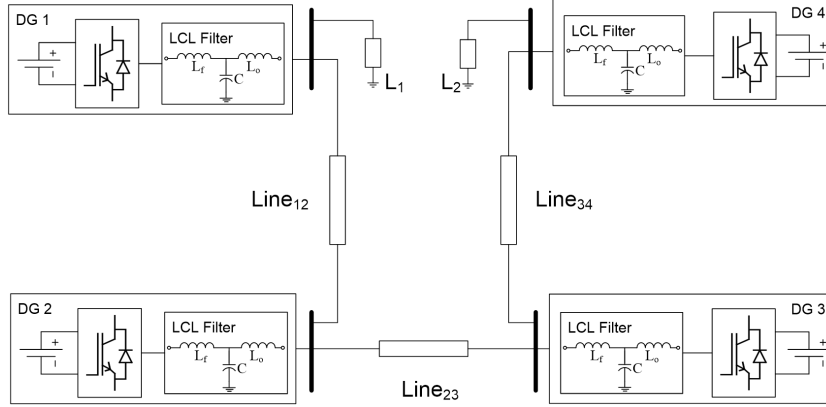 DG 1
LCL Filter
+
−
Lf
Lo
C
L1
L2
DG 4
LCL Filter
Lf
Lo
C
+
−
Line12
Line34
DG 2
LCL Filter
+
−
Lf
Lo
C
Line23
DG 3
LCL Filter
Lf
Lo
C
+
−